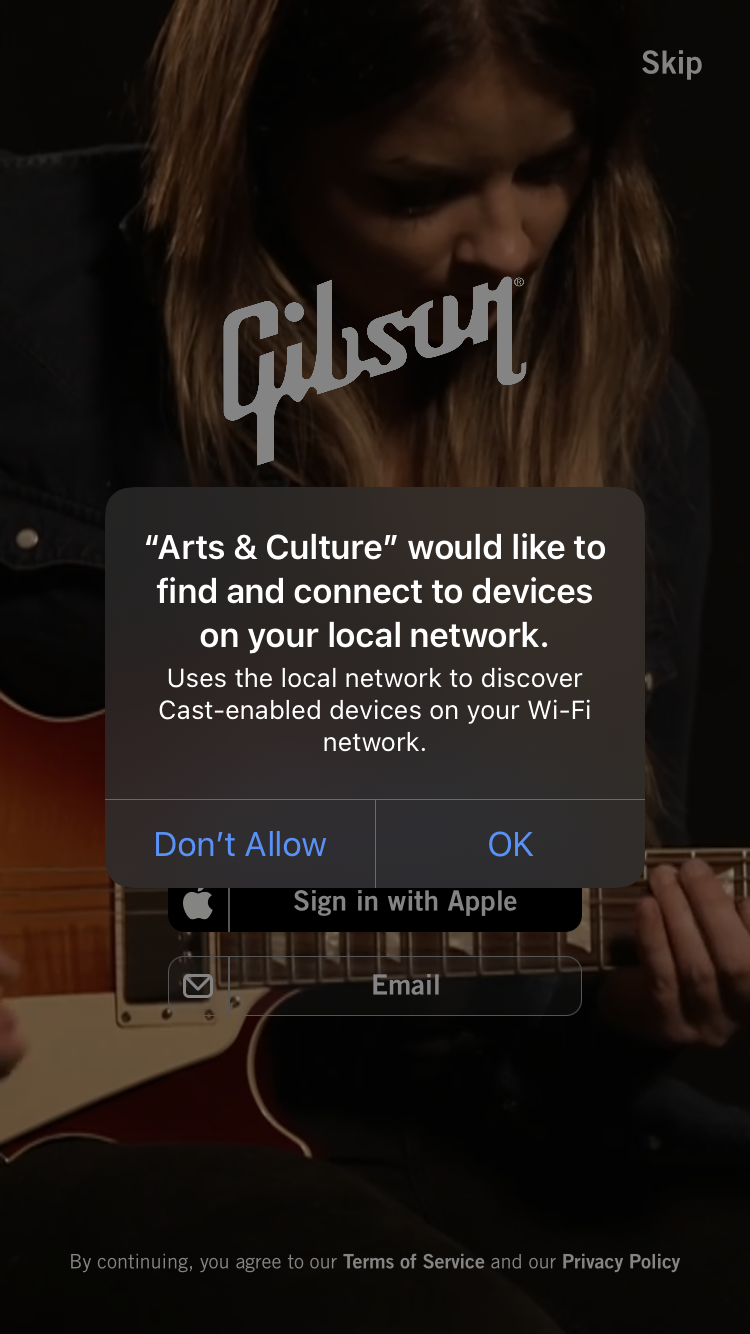 Skip
Gibson®
“Arts & Culture” would like to
find and connect to devices
on your local network.
Uses the local network to discover
Cast-enabled devices on your Wi-Fi
network.
Don’t Allow
OK
Sign in with Apple
Email
By continuing, you agree to our Terms of Service and our Privacy Policy